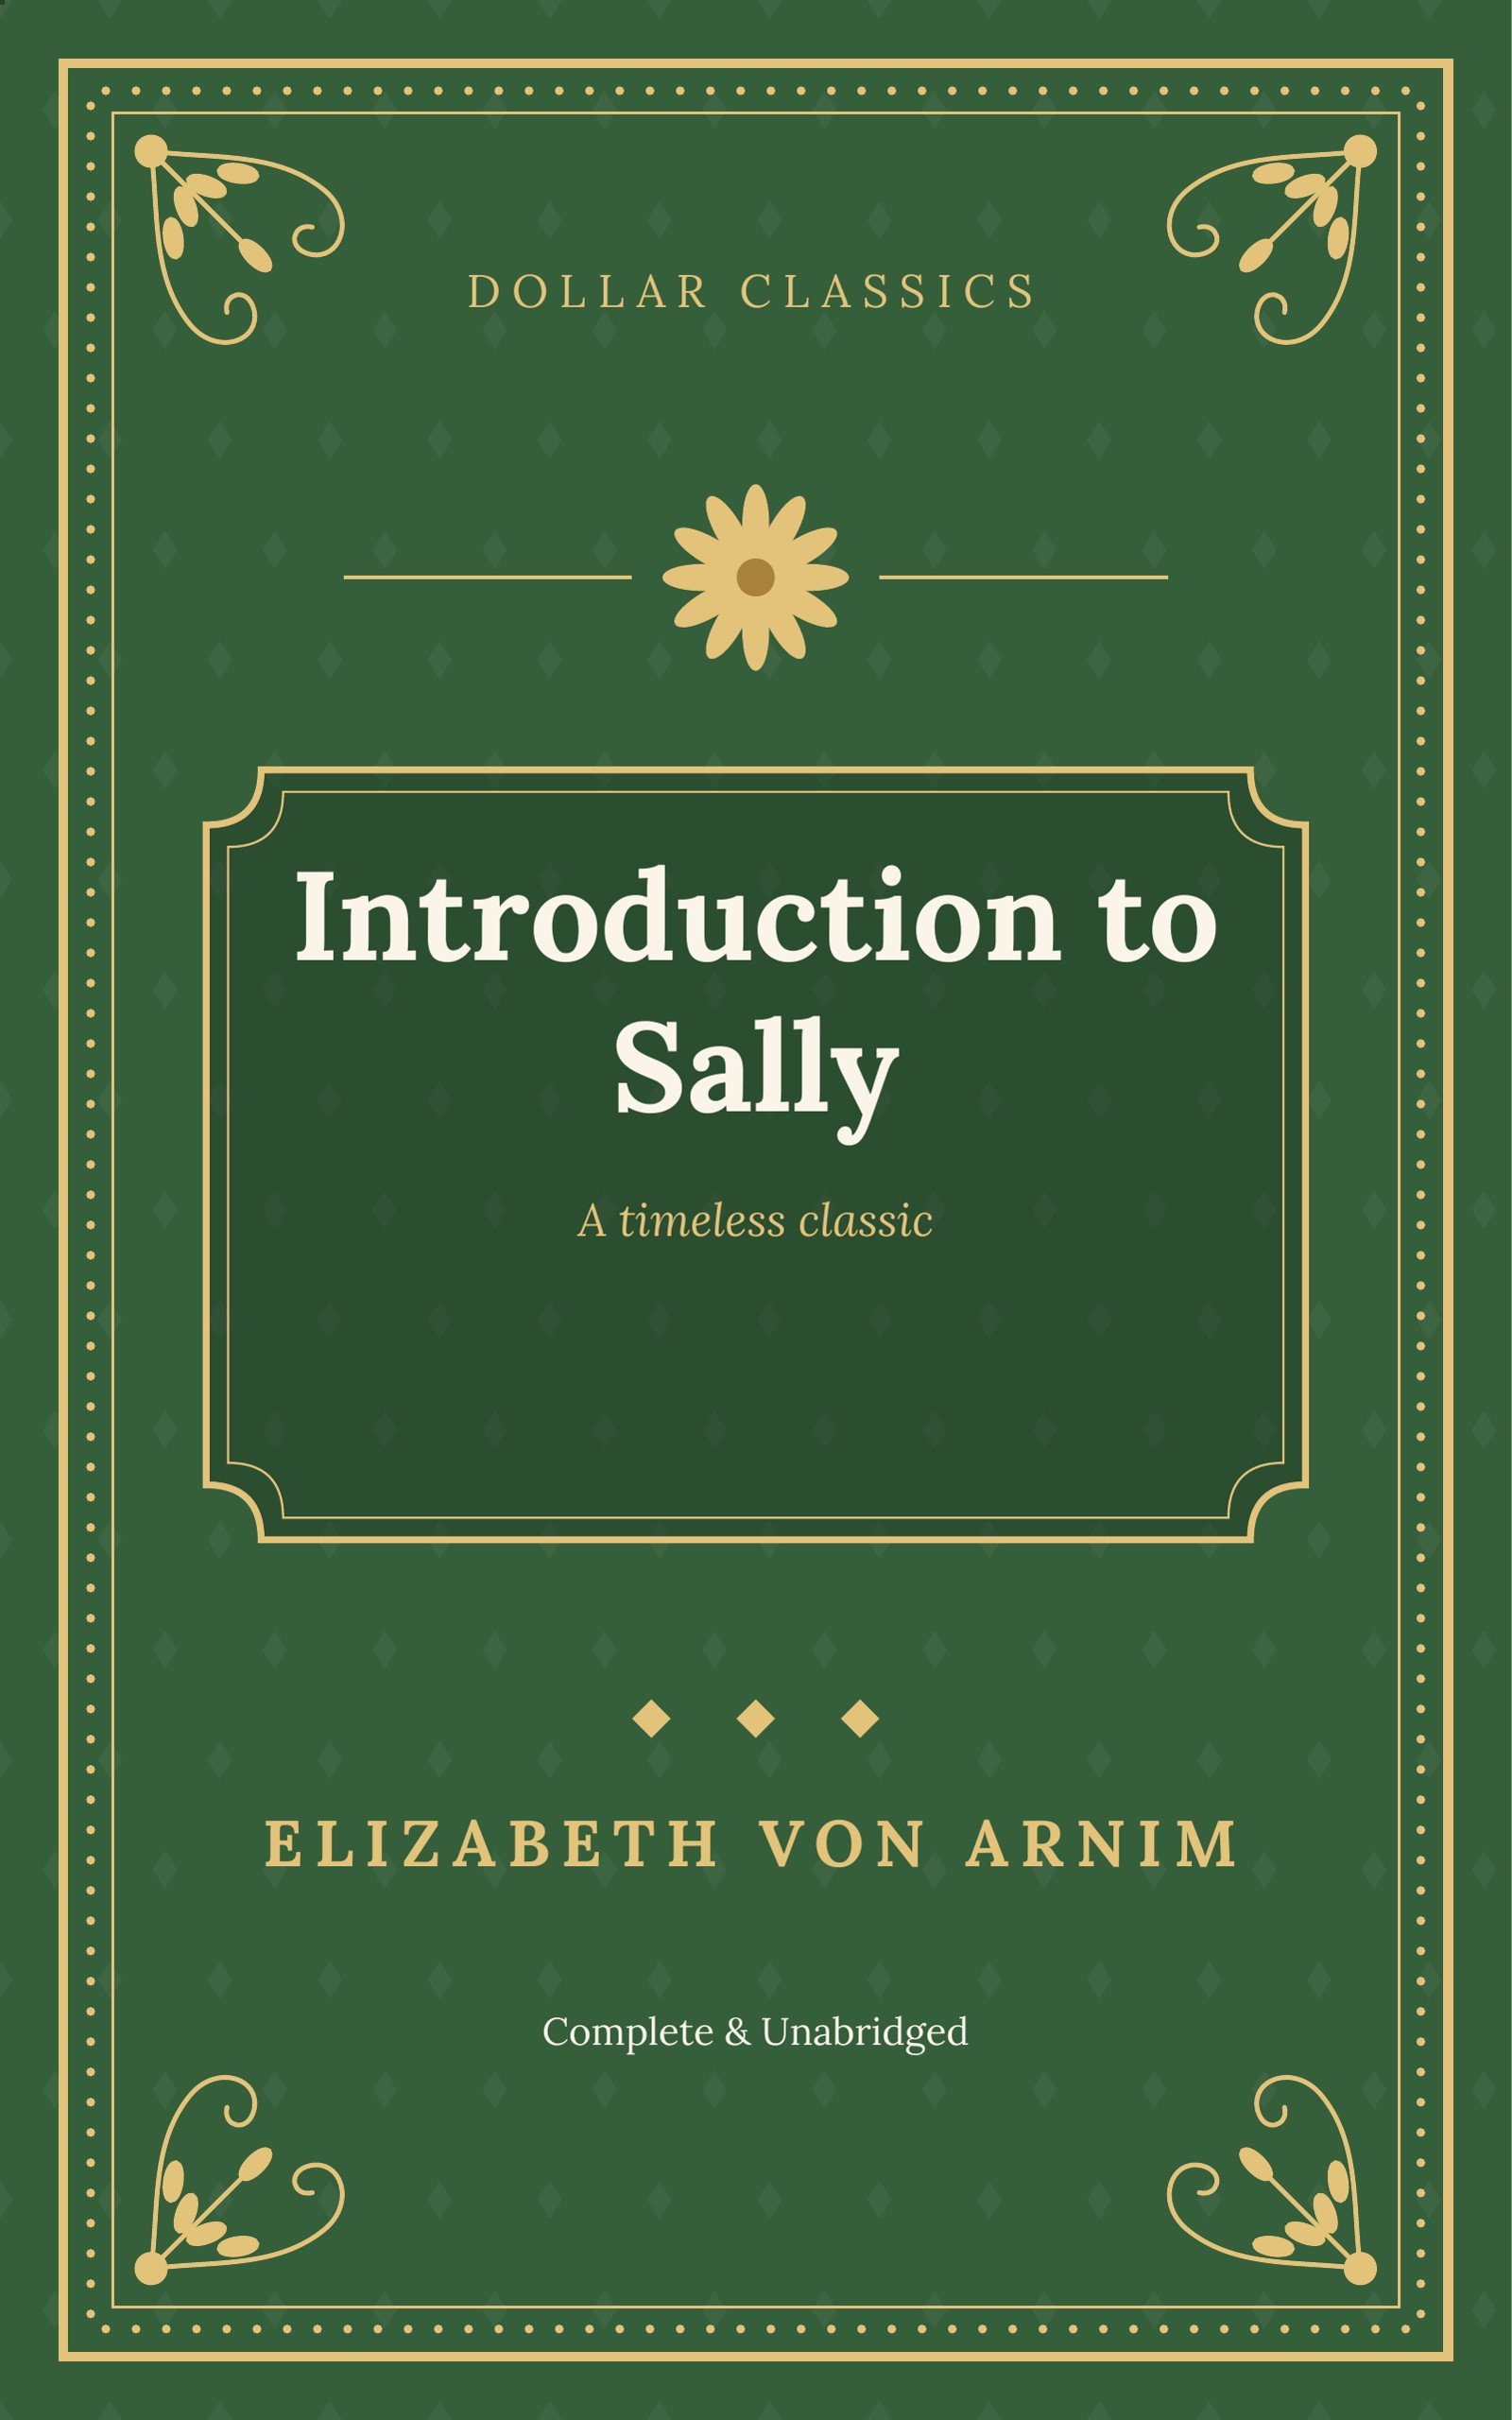 DOLLAR CLASSICS
Introduction to
Sally
A timeless classic
ELIZABETH VON ARNIM
Complete & Unabridged